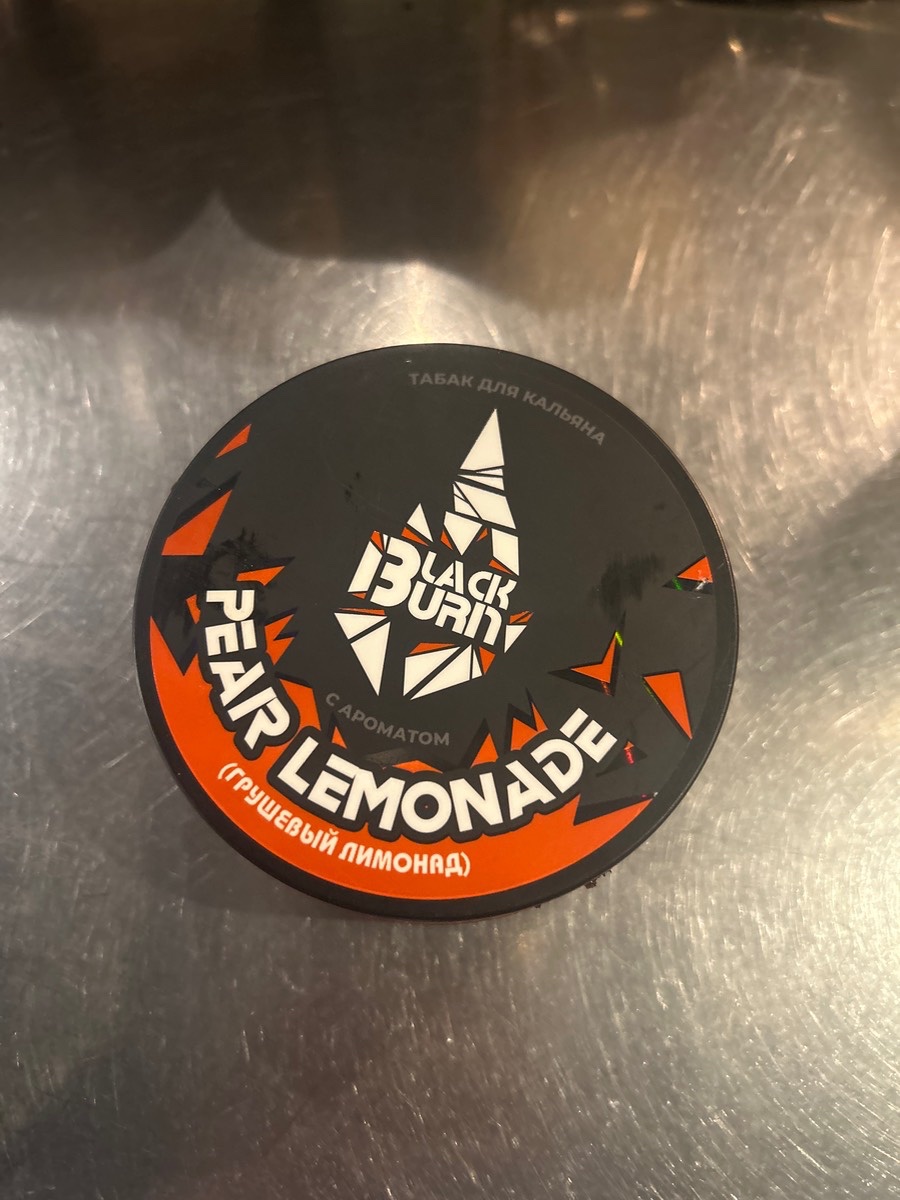 ТАБАК ДЛЯ КАЛЬЯНА
BLACK
BURN
С АРОМАТОМ
PEAR LEMONADE
(ГРУШЕВЫЙ ЛИМОНАД)